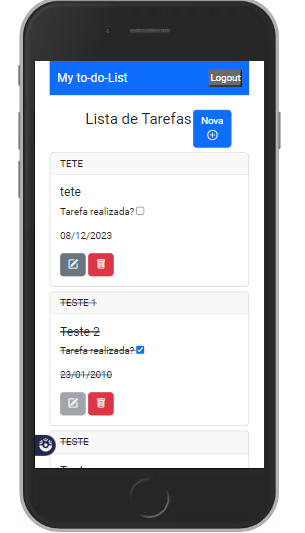 My to-do-List
Logout
Lista de Tarefas
Nova
TETE
tete
Tarefa realizada?
08/12/2023
TESTE 1
Teste 2
Tarefa realizada?
23/01/2010
TESTE